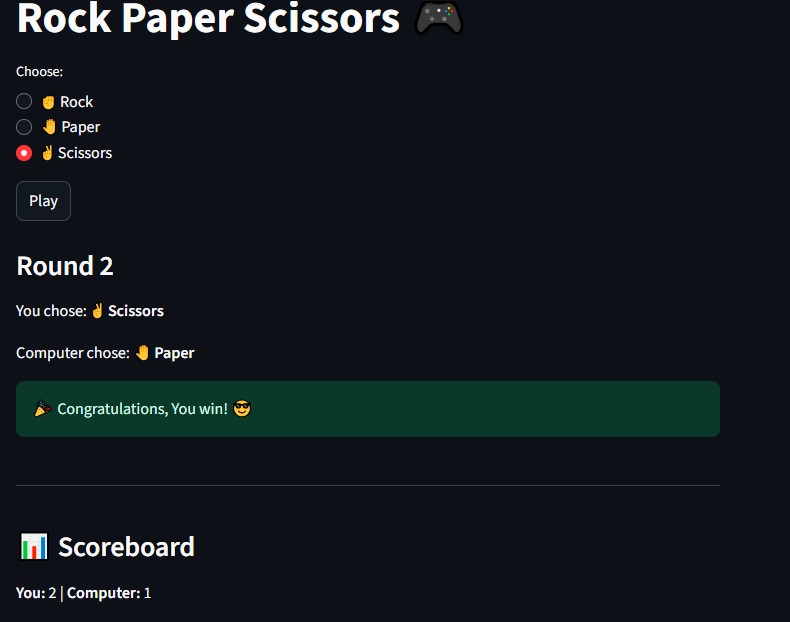 Rock Paper Scissors 🎮
Choose:
✊ Rock
🤚 Paper
✌ Scissors
Play
Round 2
You chose: ✌ Scissors
Computer chose: 🤚 Paper
🎉 Congratulations, You win! 😎
📊 Scoreboard
You: 2 | Computer: 1